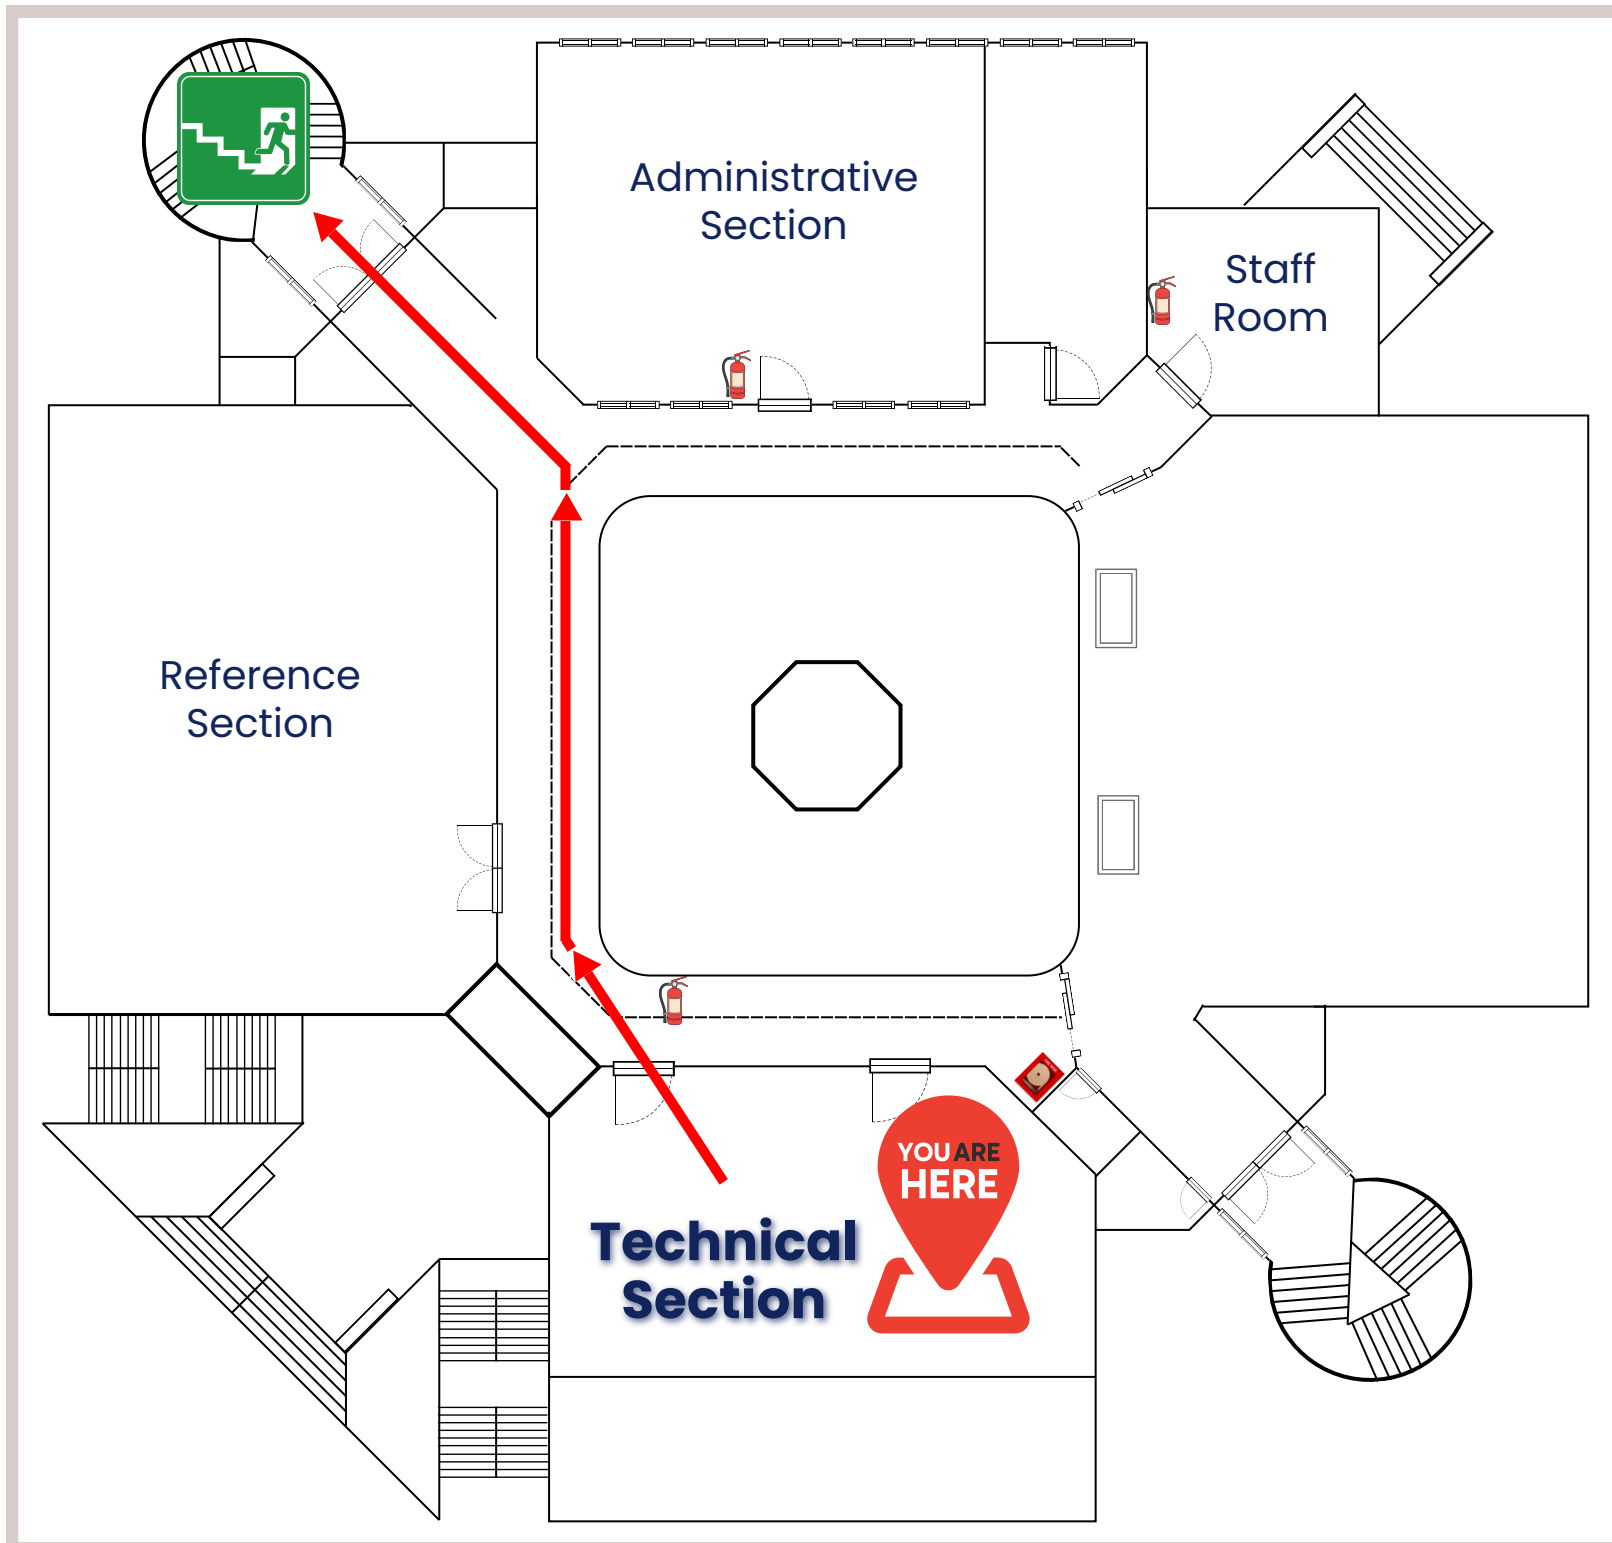 Administrative
Section
Staff
Room
Reference
Section
YOU ARE
HERE
Technical
Section